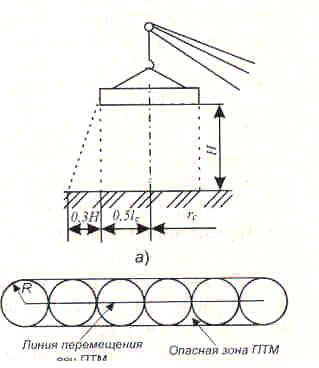 H
0,3H 0,5lc rc
а)
R
Линия перемещения
Опасная зона ПТМ
ПТМ